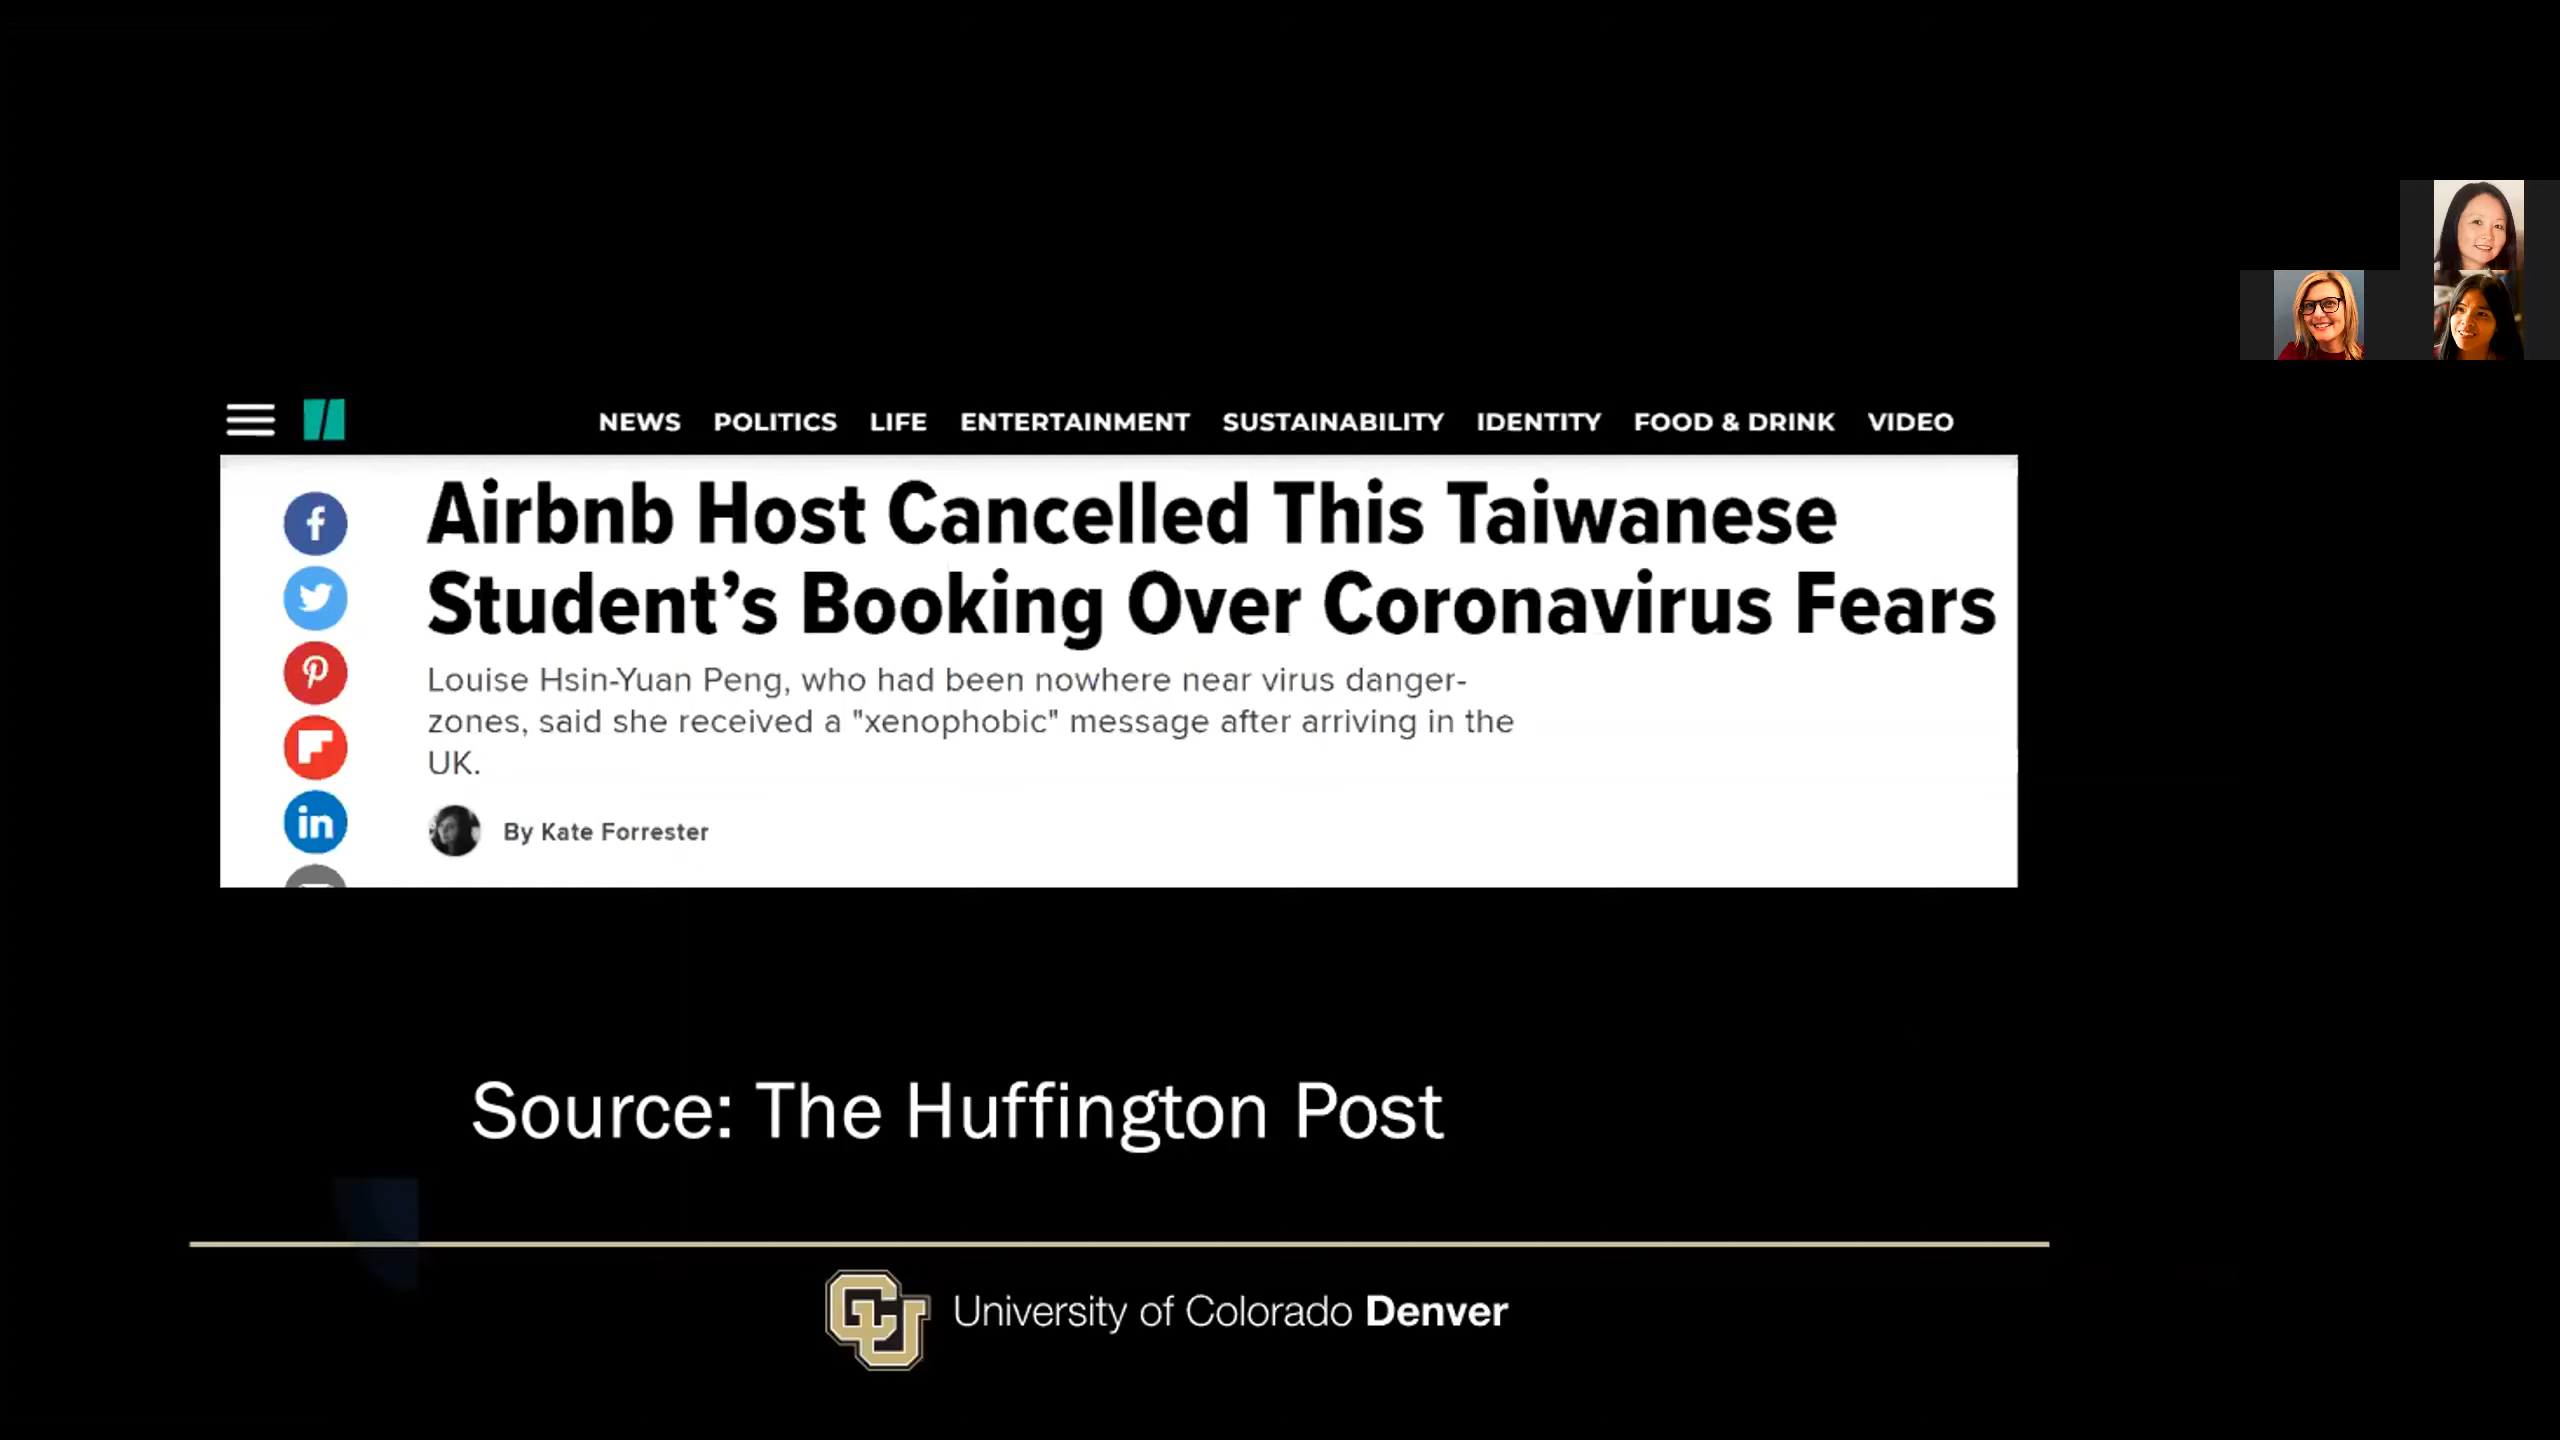 NEWS POLITICS LIFE ENTERTAINMENT SUSTAINABILITY IDENTITY FOOD & DRINK VIDEO
Airbnb Host Cancelled This Taiwanese
Student’s Booking Over Coronavirus Fears
Louise Hsin-Yuan Peng, who had been nowhere near virus danger-
zones, said she received a "xenophobic" message after arriving in the
UK.
By Kate Forrester
Source: The Huffington Post
CU University of Colorado Denver